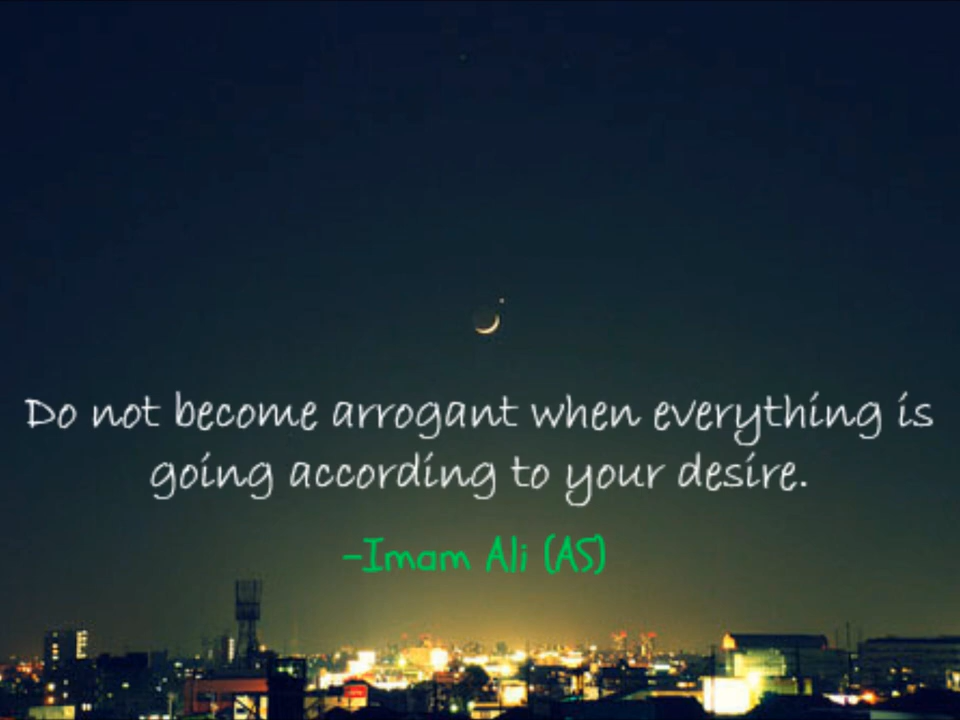 Do not become arrogant when everything is
going according to your desire.
-Imam Ali (AS)